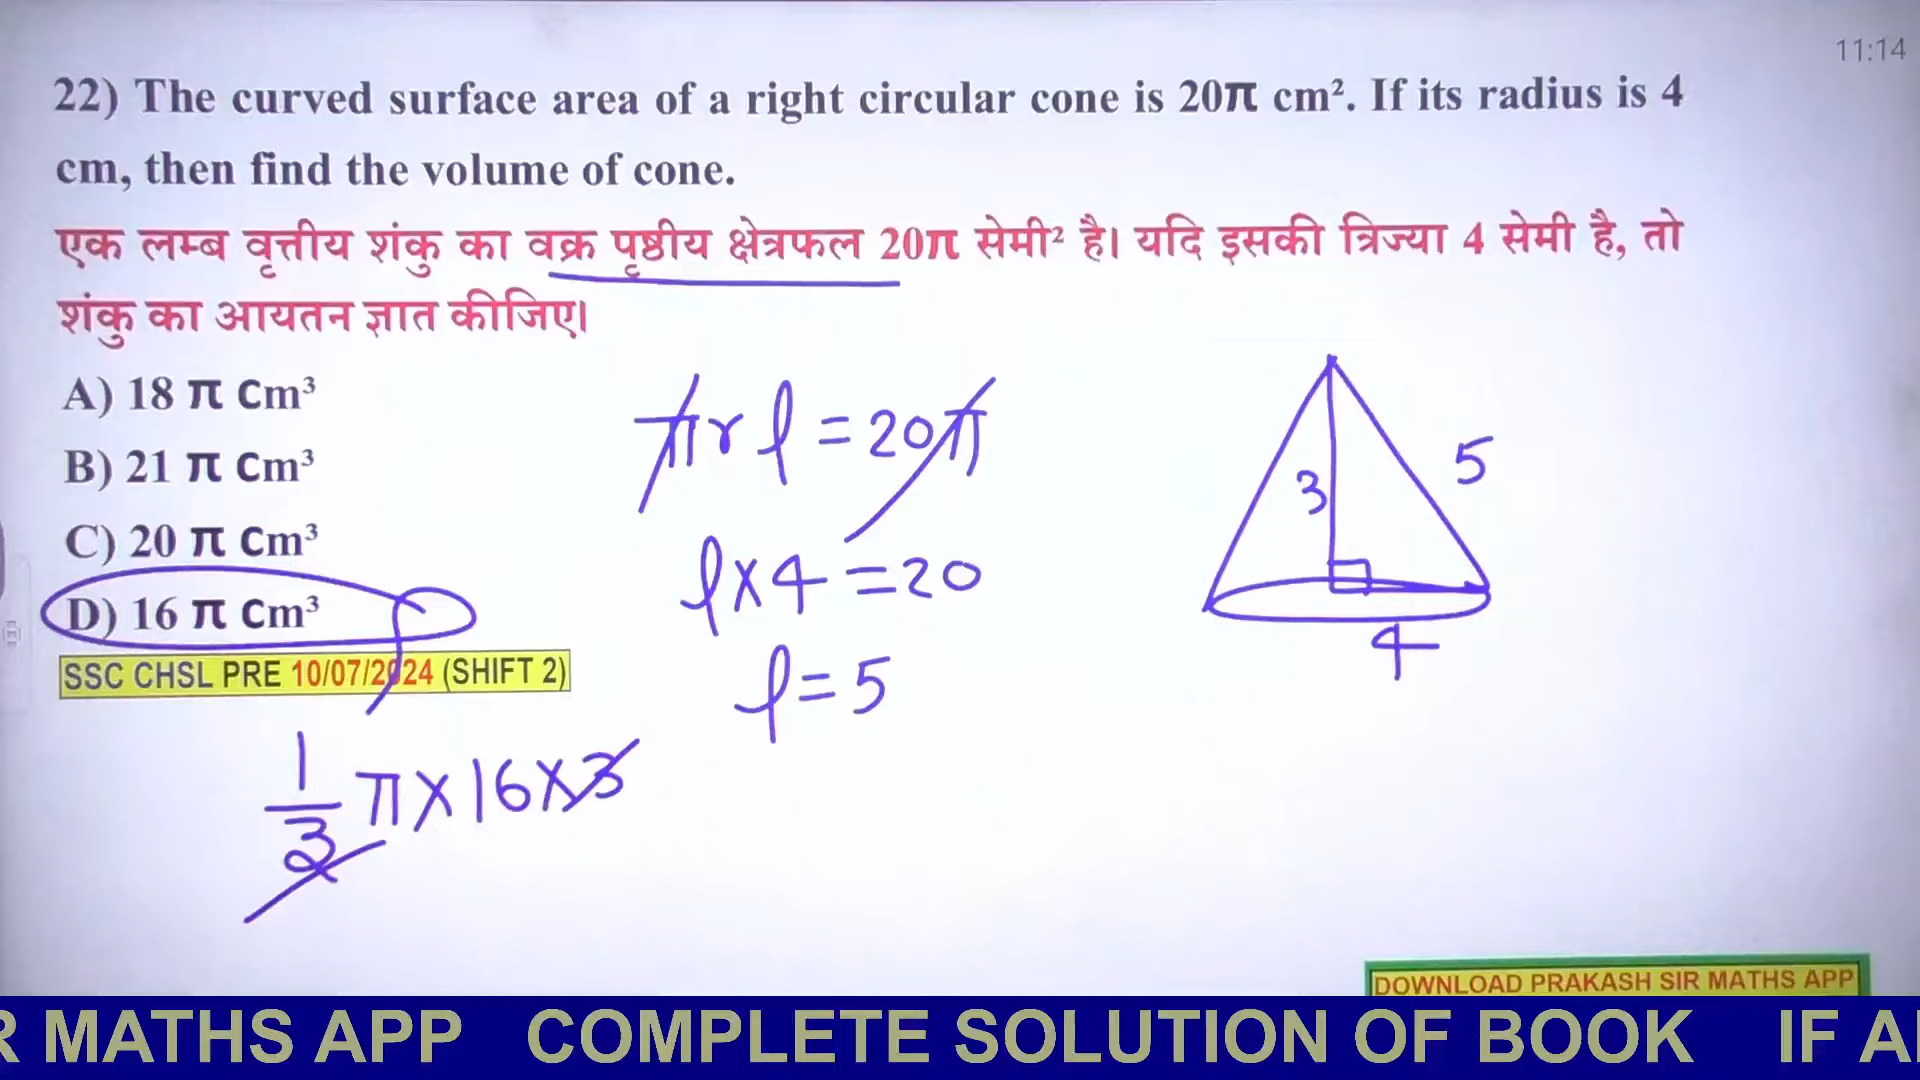 11:14
22) The curved surface area of a right circular cone is 20π cm². If its radius is 4
cm, then find the volume of cone.
एक लम्ब वृत्तीय शंकु का वक्र पृष्ठीय क्षेत्रफल 20π सेमी² है। यदि इसकी त्रिज्या 4 सेमी है, तो
शंकु का आयतन ज्ञात कीजिए।
A) 18 π Cm³
B) 21 π Cm³
C) 20 π Cm³
D) 16 π Cm³
SSC CHSL PRE 10/07/2024 (SHIFT 2)
πrl = 20π
l×4 = 20
l = 5
3
5
4
1/3 π×16×3
DOWNLOAD PRAKASH SIR MATHS APP
R MATHS APP COMPLETE SOLUTION OF BOOK IF A